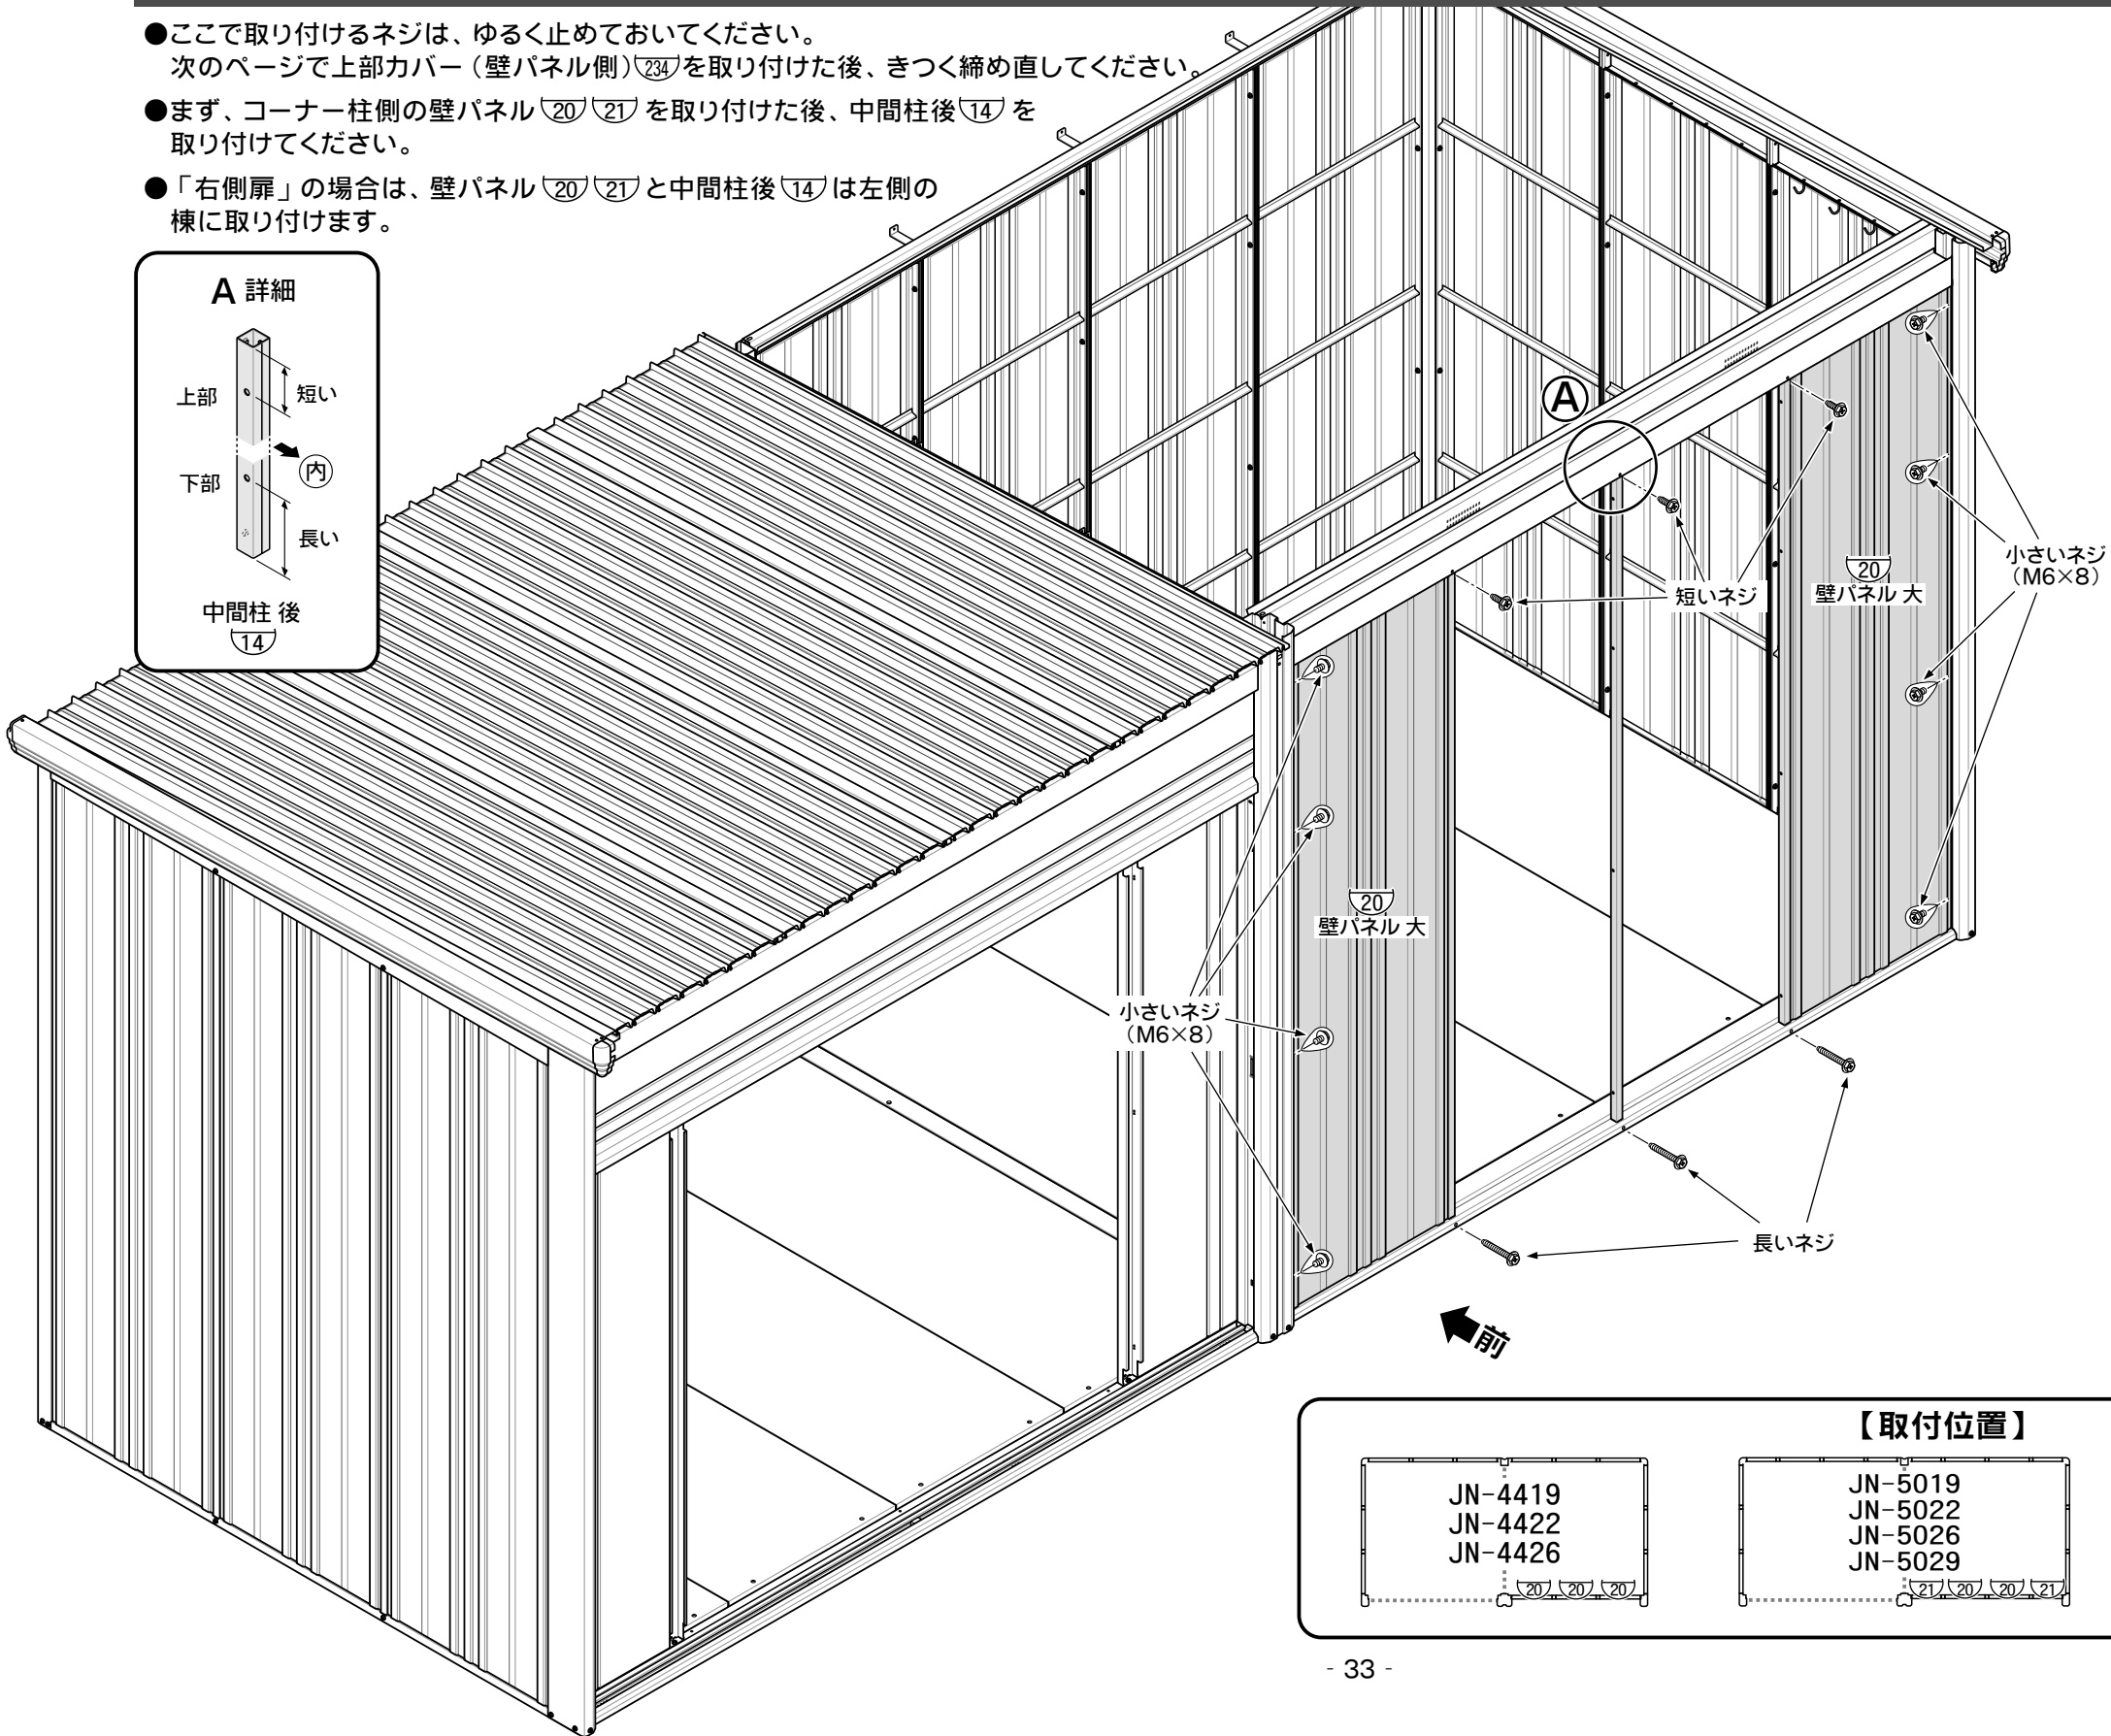 ●ここで取り付けるネジは、ゆるく止めておいてください。
次のページで上部カバー（壁パネル側）234を取り付けた後、きつく締め直してください。
●まず、コーナー柱側の壁パネル 20 21 を取り付けた後、中間柱後 14 を
取り付けてください。
●「右側扉」の場合は、壁パネル 20 21 と中間柱後 14 は左側の
棟に取り付けます。
A 詳細
上部
短い
内
下部
長い
中間柱 後
14
A
短いネジ
20
壁パネル 大
小さいネジ
（M6×8）
20
壁パネル 大
小さいネジ
（M6×8）
長いネジ
前
【取付位置】
JN-4419
JN-4422
JN-4426
20 20 20
JN-5019
JN-5022
JN-5026
JN-5029
21 20 20 21
- 33 -